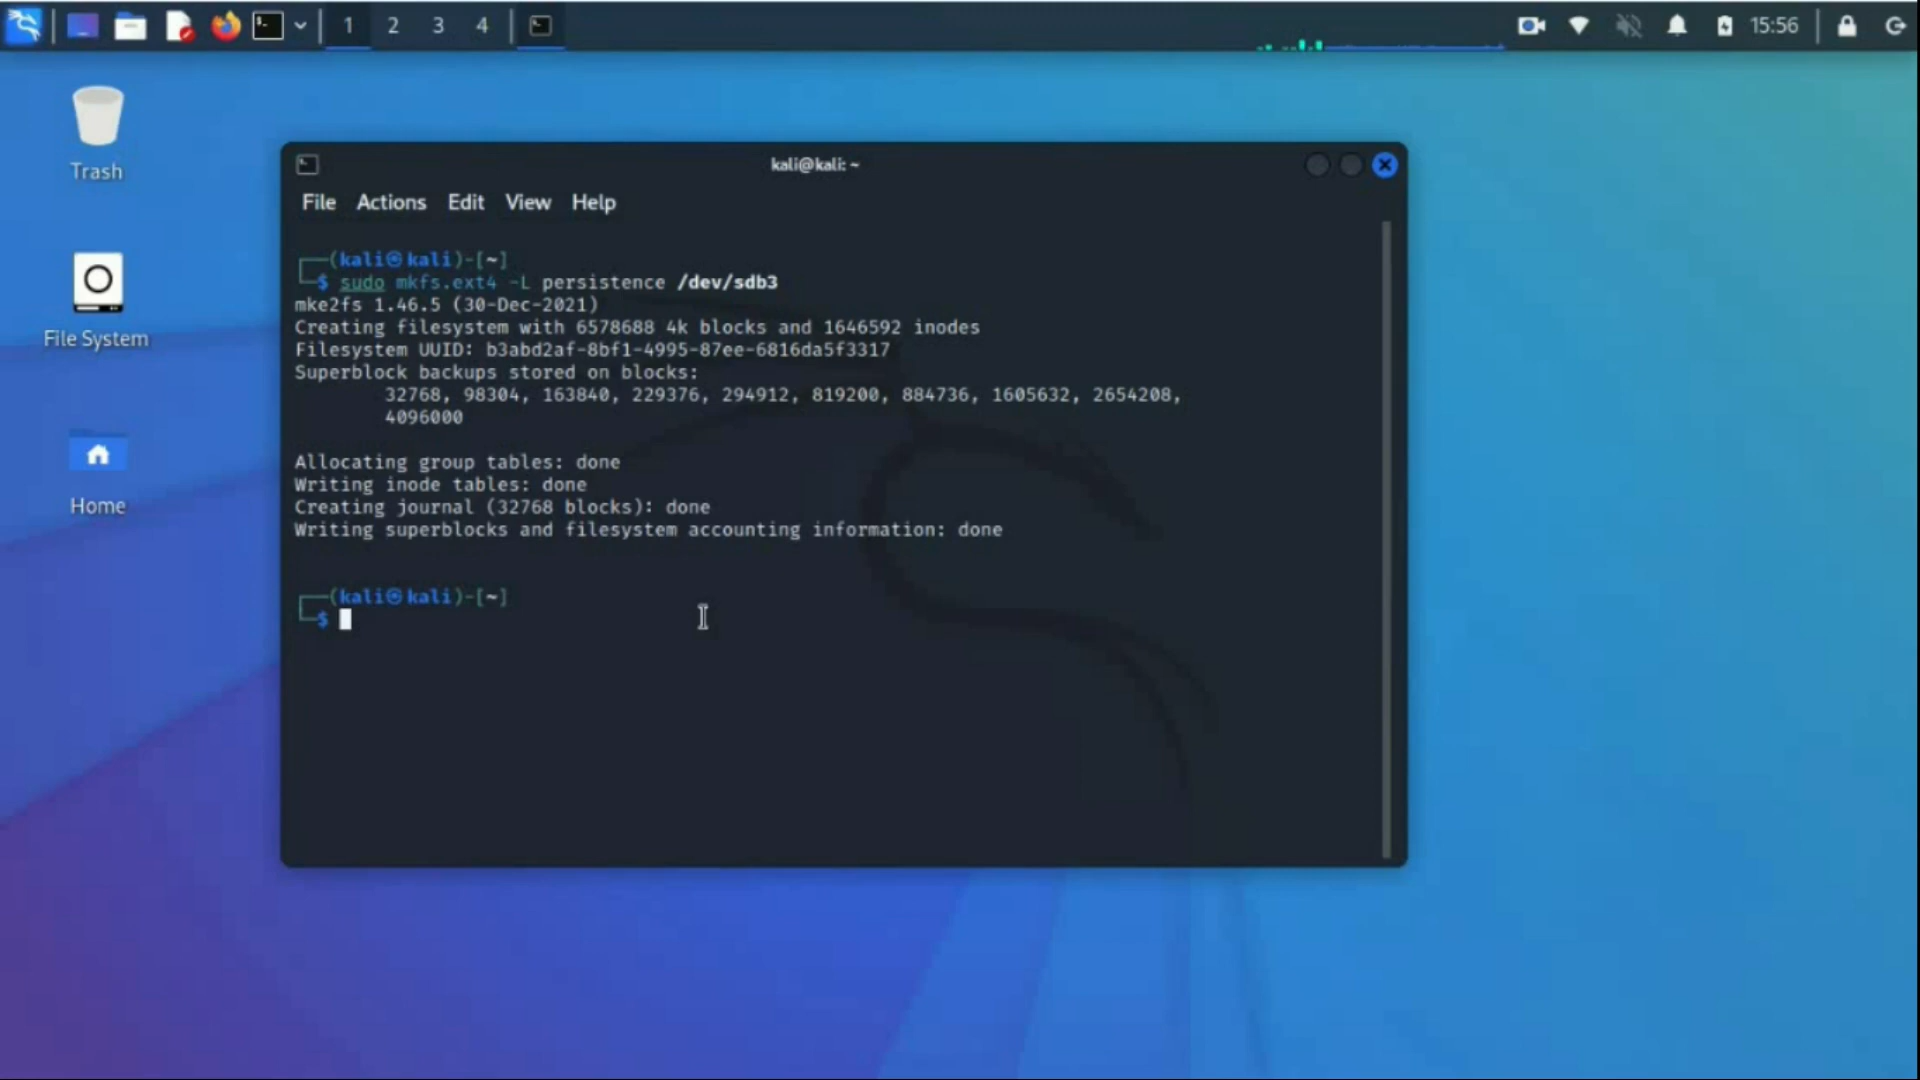 1 2 3 4 15:56
Trash
File System
Home
kali@kali: ~
File Actions Edit View Help
┌──(kali㉿kali)-[~]
└─$ sudo mkfs.ext4 -L persistence /dev/sdb3
mke2fs 1.46.5 (30-Dec-2021)
Creating filesystem with 6578688 4k blocks and 1646592 inodes
Filesystem UUID: b3abd2af-8bf1-4995-87ee-6816da5f3317
Superblock backups stored on blocks:
32768, 98304, 163840, 229376, 294912, 819200, 884736, 1605632, 2654208,
4096000
Allocating group tables: done
Writing inode tables: done
Creating journal (32768 blocks): done
Writing superblocks and filesystem accounting information: done
┌──(kali㉿kali)-[~]
└─$